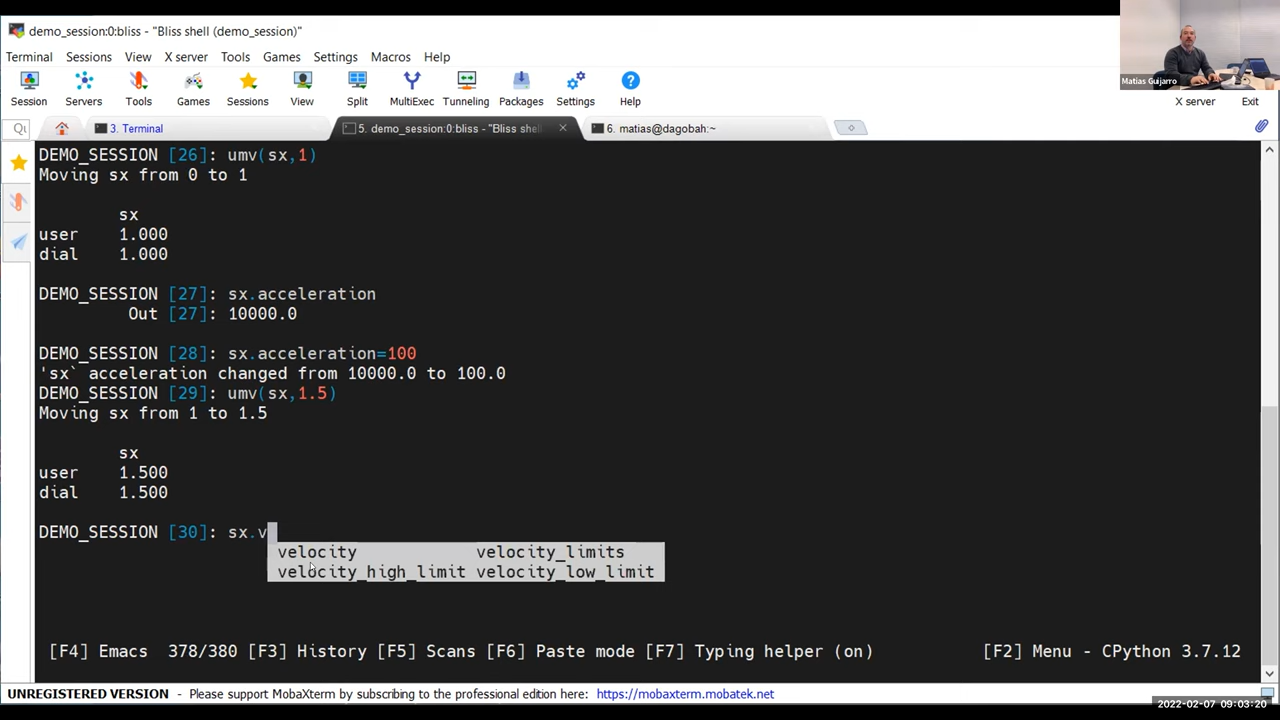 demo_session:0:bliss - "Bliss shell (demo_session)"
Terminal Sessions View X server Tools Games Settings Macros Help
Session Servers Tools Games Sessions View Split MultiExec Tunneling Packages Settings Help
Matias Guijarro
X server Exit
3. Terminal
5. demo_session:0:bliss - "Bliss shell
6. matias@dagobah:~
DEMO_SESSION [26]: umv(sx,1)
Moving sx from 0 to 1
sx
user 1.000
dial 1.000
DEMO_SESSION [27]: sx.acceleration
Out [27]: 10000.0
DEMO_SESSION [28]: sx.acceleration=100
'sx` acceleration changed from 10000.0 to 100.0
DEMO_SESSION [29]: umv(sx,1.5)
Moving sx from 1 to 1.5
sx
user 1.500
dial 1.500
DEMO_SESSION [30]: sx.v
velocity velocity_limits
velocity_high_limit velocity_low_limit
[F4] Emacs 378/380 [F3] History [F5] Scans [F6] Paste mode [F7] Typing helper (on) [F2] Menu - CPython 3.7.12
UNREGISTERED VERSION - Please support MobaXterm by subscribing to the professional edition here: https://mobaxterm.mobatek.net
2022-02-07 09:03:20